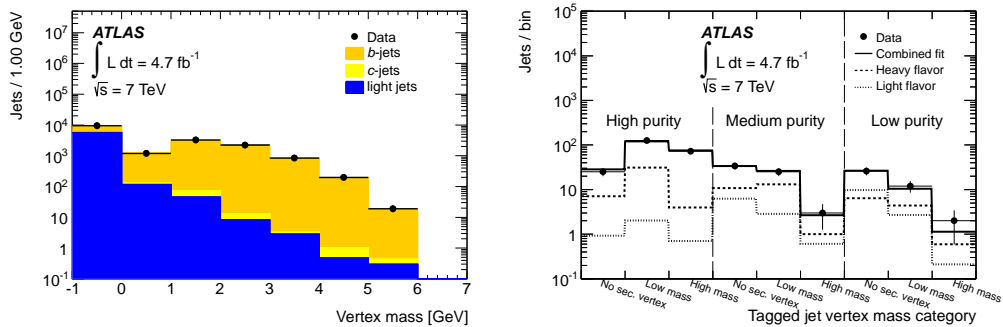 Jets / 1.00 GeV
10⁷
10⁶
10⁵
10⁴
10³
10²
10
1
10⁻¹
ATLAS
∫ L dt = 4.7 fb⁻¹
√s = 7 TeV
Data
b-jets
c-jets
light jets
-1 0 1 2 3 4 5 6 7
Vertex mass [GeV]
Jets / bin
10⁵
10⁴
10³
10²
10
1
10⁻¹
ATLAS
∫ L dt = 4.7 fb⁻¹
√s = 7 TeV
Data
Combined fit
Heavy flavor
Light flavor
High purity Medium purity Low purity
No sec. vertex Low mass High mass No sec. vertex Low mass High mass No sec. vertex Low mass High mass
Tagged jet vertex mass category